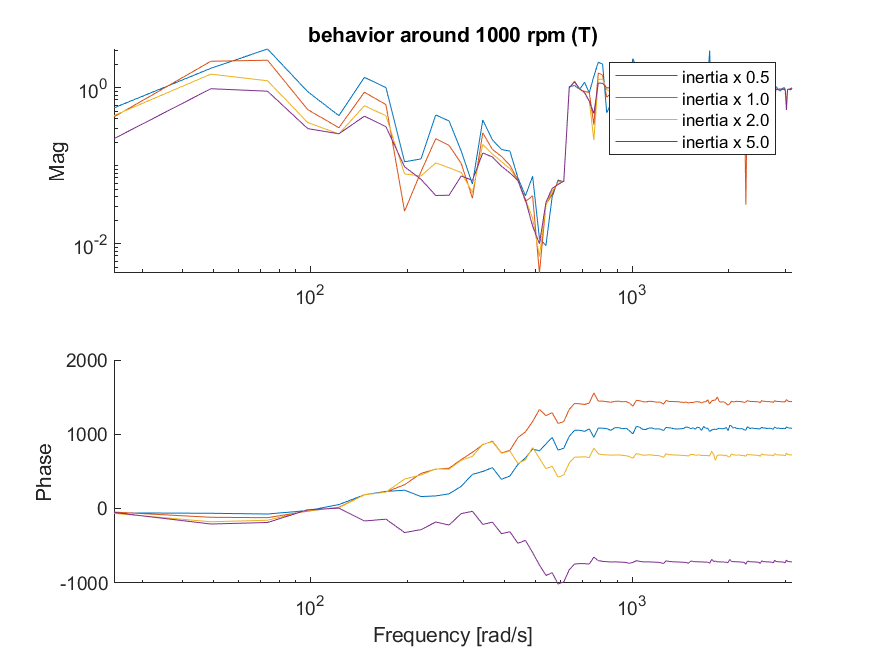 behavior around 1000 rpm (T)
Mag
10^0
10^-2
inertia x 0.5
inertia x 1.0
inertia x 2.0
inertia x 5.0
10^2
10^3
Phase
2000
1000
0
-1000
10^2
10^3
Frequency [rad/s]